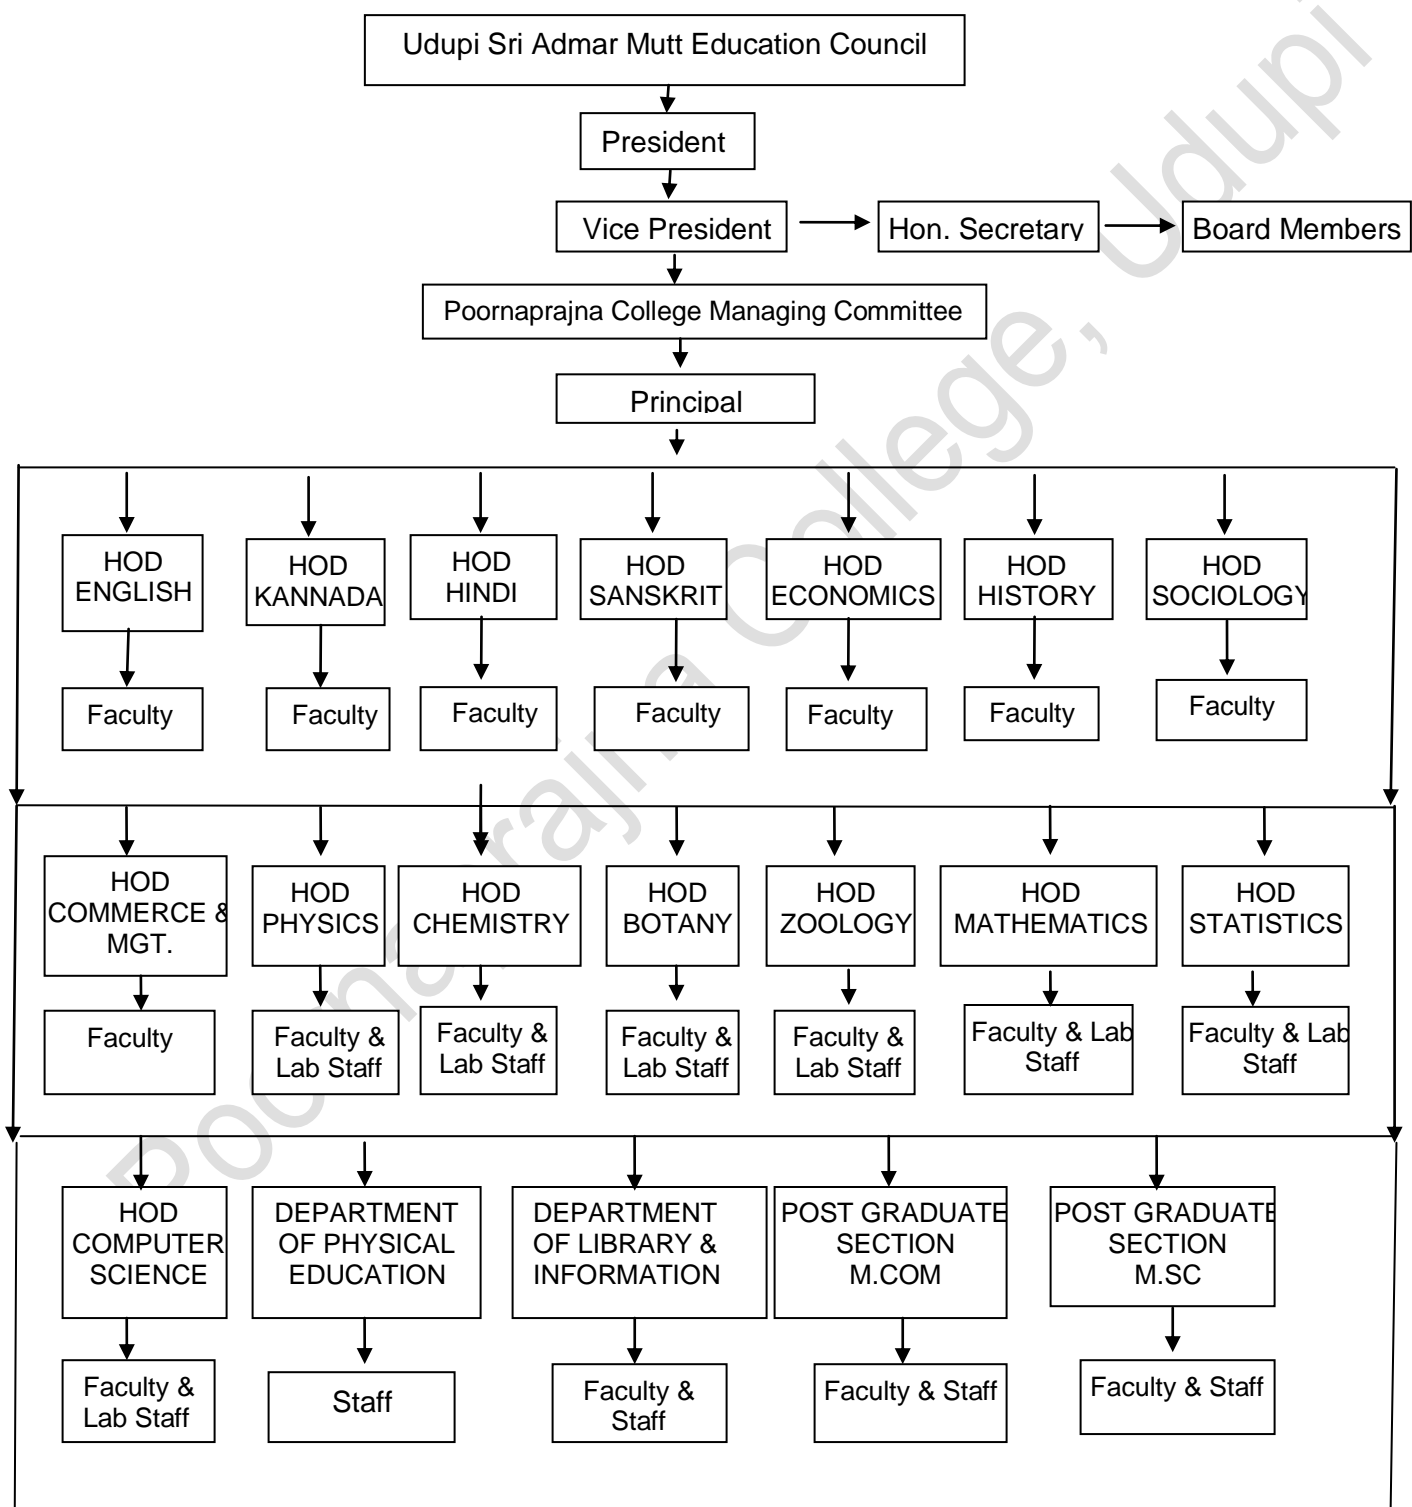 Udupi Sri Admar Mutt Education Council
President
Vice President
Hon. Secretary
Board Members
Poornaprajna College Managing Committee
Principal
HOD
ENGLISH
HOD
KANNADA
HOD
HINDI
HOD
SANSKRIT
HOD
ECONOMICS
HOD
HISTORY
HOD
SOCIOLOGY
Faculty
Faculty
Faculty
Faculty
Faculty
Faculty
Faculty
HOD
COMMERCE &
MGT.
HOD
PHYSICS
HOD
CHEMISTRY
HOD
BOTANY
HOD
ZOOLOGY
HOD
MATHEMATICS
HOD
STATISTICS
Faculty
Faculty &
Lab Staff
Faculty &
Lab Staff
Faculty &
Lab Staff
Faculty &
Lab Staff
Faculty & Lab
Staff
Faculty & Lab
Staff
HOD
COMPUTER
SCIENCE
DEPARTMENT
OF PHYSICAL
EDUCATION
DEPARTMENT
OF LIBRARY &
INFORMATION
POST GRADUATE
SECTION
M.COM
POST GRADUATE
SECTION
M.SC
Faculty &
Lab Staff
Staff
Faculty &
Staff
Faculty & Staff
Faculty & Staff
Poornaprajna College, Udupi